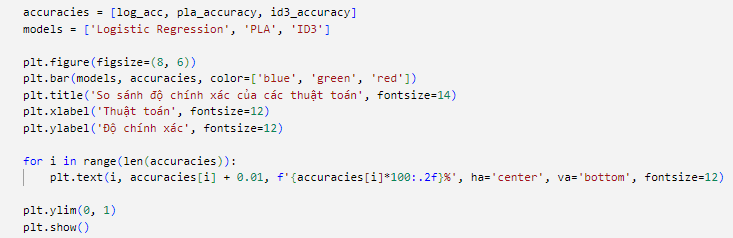 accuracies = [log_acc, pla_accuracy, id3_accuracy]
models = ['Logistic Regression', 'PLA', 'ID3']

plt.figure(figsize=(8, 6))
plt.bar(models, accuracies, color=['blue', 'green', 'red'])
plt.title('So sánh độ chính xác của các thuật toán', fontsize=14)
plt.xlabel('Thuật toán', fontsize=12)
plt.ylabel('Độ chính xác', fontsize=12)

for i in range(len(accuracies)):
    plt.text(i, accuracies[i] + 0.01, f'{accuracies[i]*100:.2f}%', ha='center', va='bottom', fontsize=12)

plt.ylim(0, 1)
plt.show()